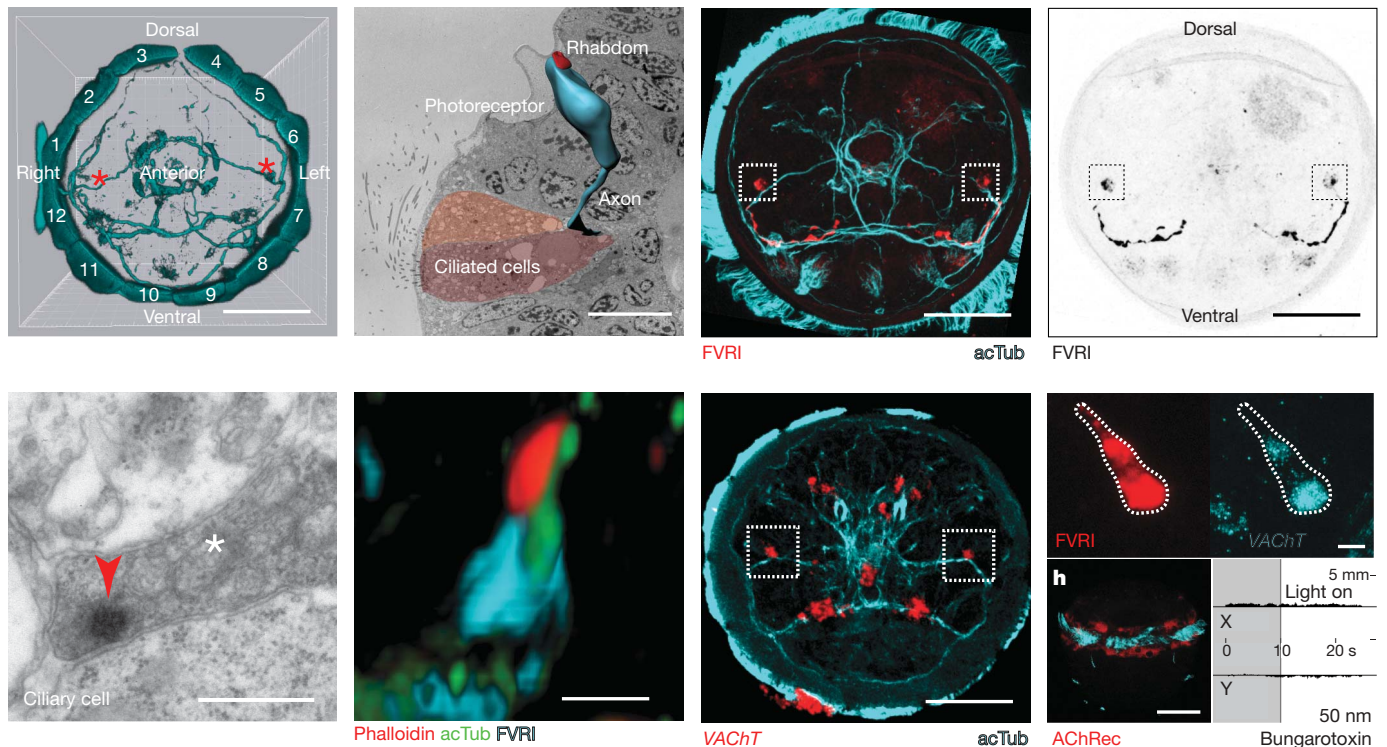 Dorsal
3
4
2
5
1
6
Right
Anterior
Left
12
7
11
8
10
9
Ventral
Rhabdom
Photoreceptor
Axon
Ciliated cells
FVRI
acTub
Dorsal
Ventral
FVRI
*
Ciliary cell
Phalloidin acTub FVRI
VAChT
acTub
FVRI
VAChT
h
AChRec
5 mm
Light on
X
0 10 20 s
Y
50 nm
Bungarotoxin